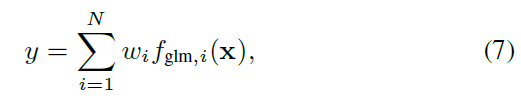 y = \sum_{i=1}^{N} w_i f_{\text{glm},i}(\mathbf{x}), (7)